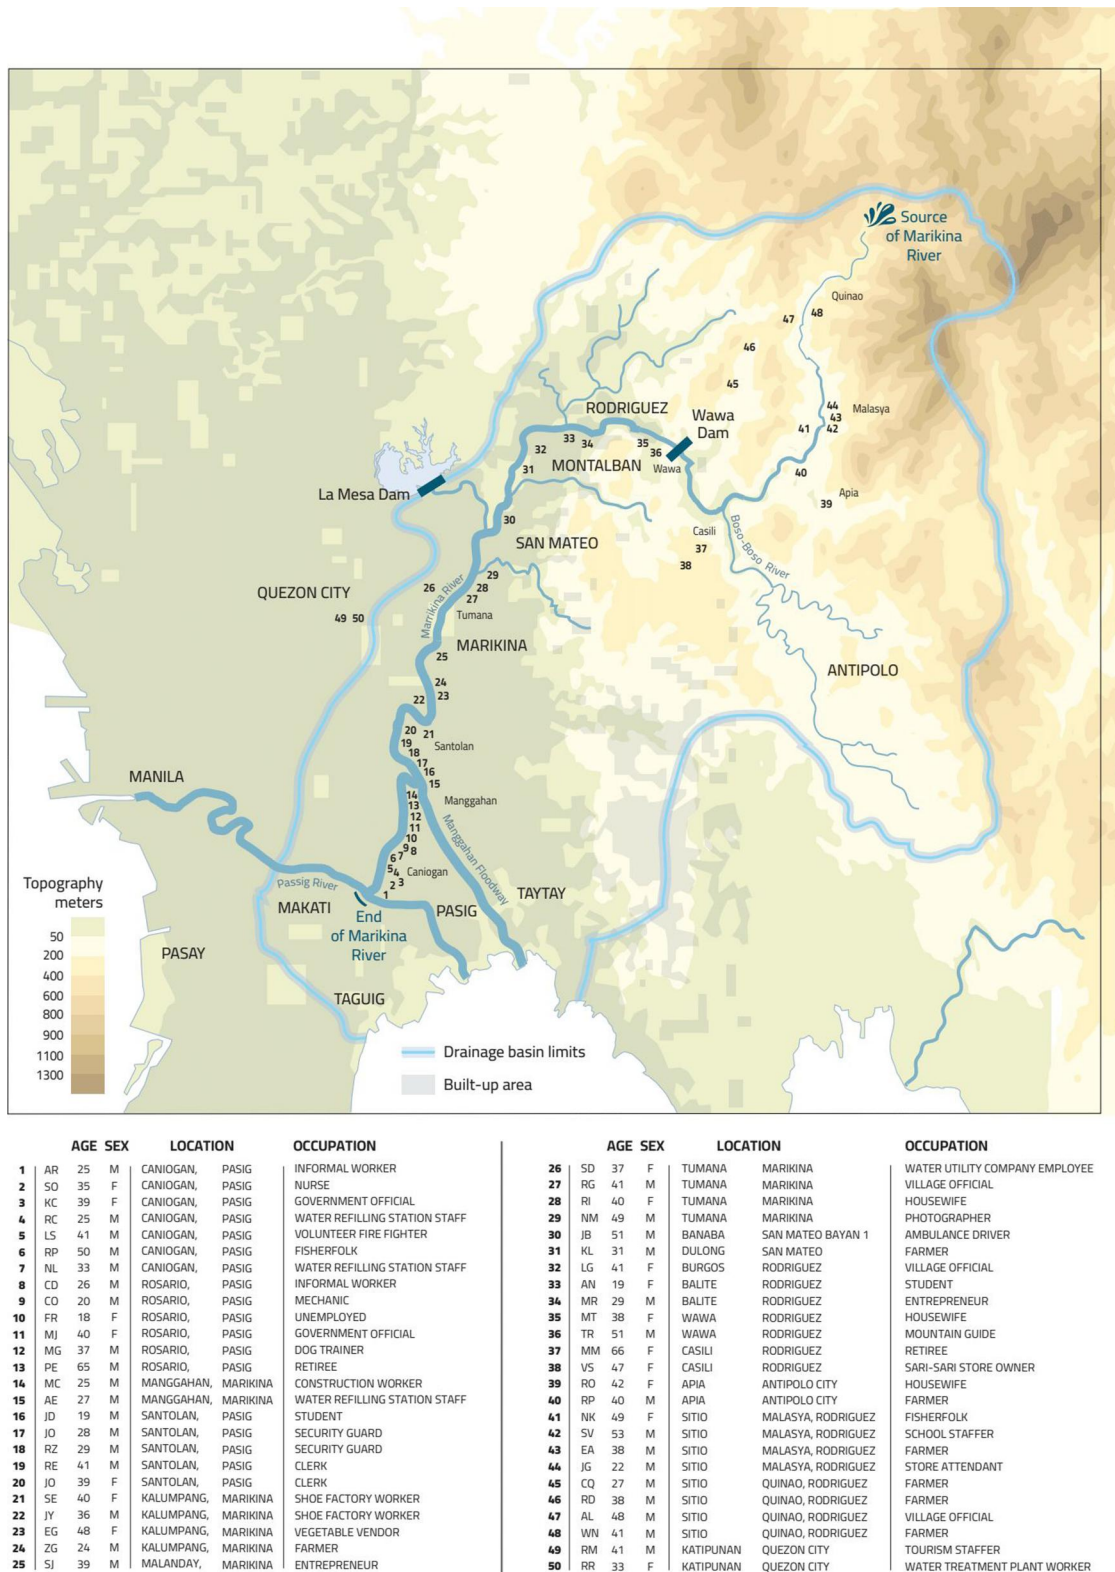 Source
of Marikina
River
Quinao
47 48
46
45
RODRIGUEZ
Wawa
Dam
44
43
42
41
Malasya
33 34
35
36
32
31
MONTALBAN
Wawa
40
39
Apia
La Mesa Dam
30
SAN MATEO
Casili
37
38
Boso-Boso River
QUEZON CITY
49 50
26
Marrikina River
29
28
27
Tumana
MARIKINA
25
ANTIPOLO
24
23
22
20
21
19
18
Santolan
17
16
15
MANILA
14
Manggahan
13
12
11
10
9 8
7
6
5
4
Caniogan
3
2
1
Manggahan Floodway
Topography
meters
50
200
400
600
800
900
1100
1300
Passig River
MAKATI
End
of Marikina
River
PASIG
TAYTAY
PASAY
TAGUIG
Drainage basin limits
Built-up area
AGE SEX LOCATION OCCUPATION
1 AR 25 M CANIOGAN, PASIG INFORMAL WORKER
2 SO 35 F CANIOGAN, PASIG NURSE
3 KC 39 F CANIOGAN, PASIG GOVERNMENT OFFICIAL
4 RC 25 M CANIOGAN, PASIG WATER REFILLING STATION STAFF
5 LS 41 M CANIOGAN, PASIG VOLUNTEER FIRE FIGHTER
6 RP 50 M CANIOGAN, PASIG FISHERFOLK
7 NL 33 M CANIOGAN, PASIG WATER REFILLING STATION STAFF
8 CD 26 M ROSARIO, PASIG INFORMAL WORKER
9 CO 20 M ROSARIO, PASIG MECHANIC
10 FR 18 F ROSARIO, PASIG UNEMPLOYED
11 MJ 40 F ROSARIO, PASIG GOVERNMENT OFFICIAL
12 MG 37 M ROSARIO, PASIG DOG TRAINER
13 PE 65 M ROSARIO, PASIG RETIREE
14 MC 25 M MANGGAHAN, MARIKINA CONSTRUCTION WORKER
15 AE 27 M MANGGAHAN, MARIKINA WATER REFILLING STATION STAFF
16 JD 19 M SANTOLAN, PASIG STUDENT
17 JO 28 M SANTOLAN, PASIG SECURITY GUARD
18 RZ 29 M SANTOLAN, PASIG SECURITY GUARD
19 RE 41 M SANTOLAN, PASIG CLERK
20 JO 39 F SANTOLAN, PASIG CLERK
21 SE 40 F KALUMPANG, MARIKINA SHOE FACTORY WORKER
22 JY 36 M KALUMPANG, MARIKINA SHOE FACTORY WORKER
23 EG 48 F KALUMPANG, MARIKINA VEGETABLE VENDOR
24 ZG 24 M KALUMPANG, MARIKINA FARMER
25 SJ 39 M MALANDAY, MARIKINA ENTREPRENEUR
AGE SEX LOCATION OCCUPATION
26 SD 37 F TUMANA MARIKINA WATER UTILITY COMPANY EMPLOYEE
27 RG 41 M TUMANA MARIKINA VILLAGE OFFICIAL
28 RI 40 F TUMANA MARIKINA HOUSEWIFE
29 NM 49 M TUMANA MARIKINA PHOTOGRAPHER
30 JB 51 M BANABA SAN MATEO BAYAN 1 AMBULANCE DRIVER
31 KL 31 M DULONG SAN MATEO FARMER
32 LG 41 F BURGOS RODRIGUEZ VILLAGE OFFICIAL
33 AN 19 F BALITE RODRIGUEZ STUDENT
34 MR 29 M BALITE RODRIGUEZ ENTREPRENEUR
35 MT 38 F WAWA RODRIGUEZ HOUSEWIFE
36 TR 51 M WAWA RODRIGUEZ MOUNTAIN GUIDE
37 MM 66 F CASILI RODRIGUEZ RETIREE
38 VS 47 F CASILI RODRIGUEZ SARI-SARI STORE OWNER
39 RO 42 F APIA ANTIPOLO CITY HOUSEWIFE
40 RP 40 M APIA ANTIPOLO CITY FARMER
41 NK 49 F SITIO MALASYA, RODRIGUEZ FISHERFOLK
42 SV 53 M SITIO MALASYA, RODRIGUEZ SCHOOL STAFFER
43 EA 38 M SITIO MALASYA, RODRIGUEZ FARMER
44 JG 22 M SITIO MALASYA, RODRIGUEZ STORE ATTENDANT
45 CQ 27 M SITIO QUINAO, RODRIGUEZ FARMER
46 RD 38 M SITIO QUINAO, RODRIGUEZ FARMER
47 AL 48 M SITIO QUINAO, RODRIGUEZ VILLAGE OFFICIAL
48 WN 41 M SITIO QUINAO, RODRIGUEZ FARMER
49 RM 41 M KATIPUNAN QUEZON CITY TOURISM STAFFER
50 RR 33 F KATIPUNAN QUEZON CITY WATER TREATMENT PLANT WORKER